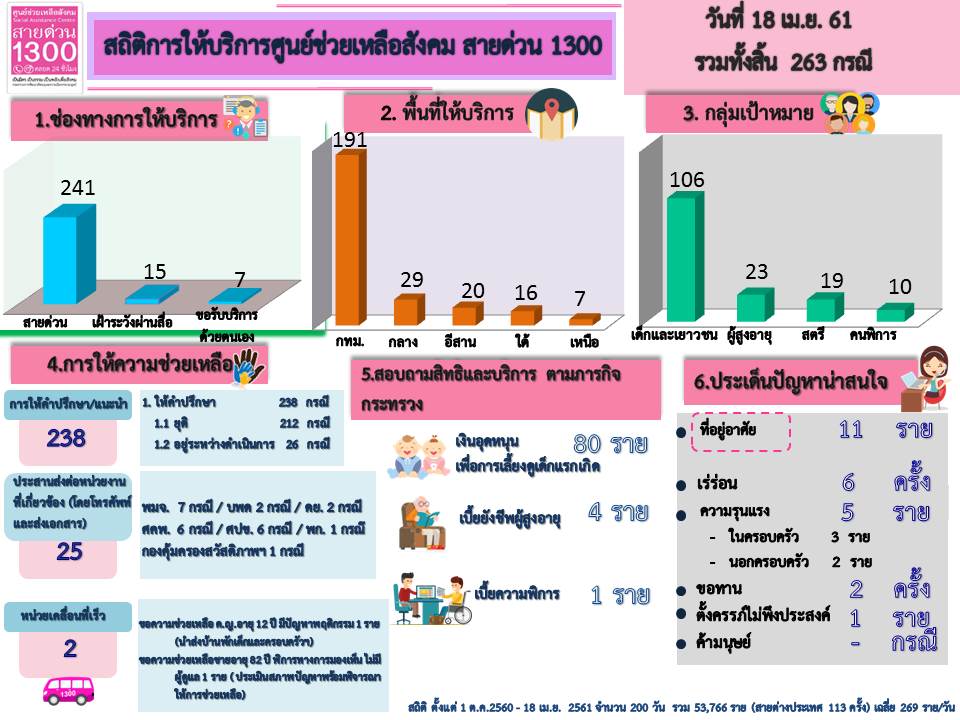 ศูนย์ช่วยเหลือสังคม
Social Assistance Center
สายด่วน
1300
ตลอด 24 ชั่วโมง
สถิติการให้บริการศูนย์ช่วยเหลือสังคม สายด่วน 1300
วันที่ 18 เม.ย. 61
รวมทั้งสิ้น 263 กรณี
1.ช่องทางการให้บริการ
241
15
7
สายด่วน
เฝ้าระวังผ่านสื่อ
ขอรับบริการ
ด้วยตนเอง
2. พื้นที่ให้บริการ
191
29
20
16
7
กทม.
กลาง
อีสาน
ใต้
เหนือ
3. กลุ่มเป้าหมาย
106
23
19
10
เด็กและเยาวชน
ผู้สูงอายุ
สตรี
คนพิการ
4.การให้ความช่วยเหลือ
การให้คำปรึกษา/แนะนำ
238
1. ให้คำปรึกษา 238 กรณี
1.1 ยุติ 212 กรณี
1.2 อยู่ระหว่างดำเนินการ 26 กรณี
ประสานส่งต่อหน่วยงาน
ที่เกี่ยวข้อง (โดยโทรศัพท์
และส่งเอกสาร)
25
พมจ. 7 กรณี / บพด 2 กรณี / ดย. 2 กรณี
ศคพ. 6 กรณี / ศปช. 6 กรณี / พก. 1 กรณี
กองคุ้มครองสวัสดิภาพฯ 1 กรณี
หน่วยเคลื่อนที่เร็ว
2
1300
ขอความช่วยเหลือ ด.ญ.อายุ 12 ปี มีปัญหาพฤติกรรม 1 ราย
(นำส่งบ้านพักเด็กและครอบครัวฯ)
ขอความช่วยเหลือชายอายุ 82 ปี พิการทางการมองเห็น ไม่มี
ผู้ดูแล 1 ราย ( ประเมินสภาพปัญหาพร้อมพิจารณา
ให้การช่วยเหลือ)
5.สอบถามสิทธิและบริการ ตามภารกิจ
กระทรวง
เงินอุดหนุน
เพื่อการเลี้ยงดูเด็กแรกเกิด
80 ราย
เบี้ยยังชีพผู้สูงอายุ 4 ราย
เบี้ยความพิการ 1 ราย
6.ประเด็นปัญหาน่าสนใจ
ที่อยู่อาศัย 11 ราย
เร่ร่อน 6 ครั้ง
ความรุนแรง 5 ราย
- ในครอบครัว 3 ราย
- นอกครอบครัว 2 ราย
ขอทาน 2 ครั้ง
ตั้งครรภ์ไม่พึงประสงค์ 1 ราย
ค้ามนุษย์ - กรณี
สถิติ ตั้งแต่ 1 ต.ค.2560 - 18 เม.ย. 2561 จำนวน 200 วัน รวม 53,766 ราย (สายต่างประเทศ 113 ครั้ง) เฉลี่ย 269 ราย/วัน